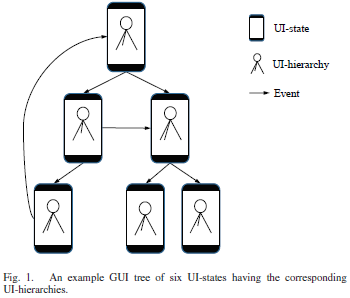 UI-state
UI-hierarchy
Event
Fig. 1. An example GUI tree of six UI-states having the corresponding
UI-hierarchies.